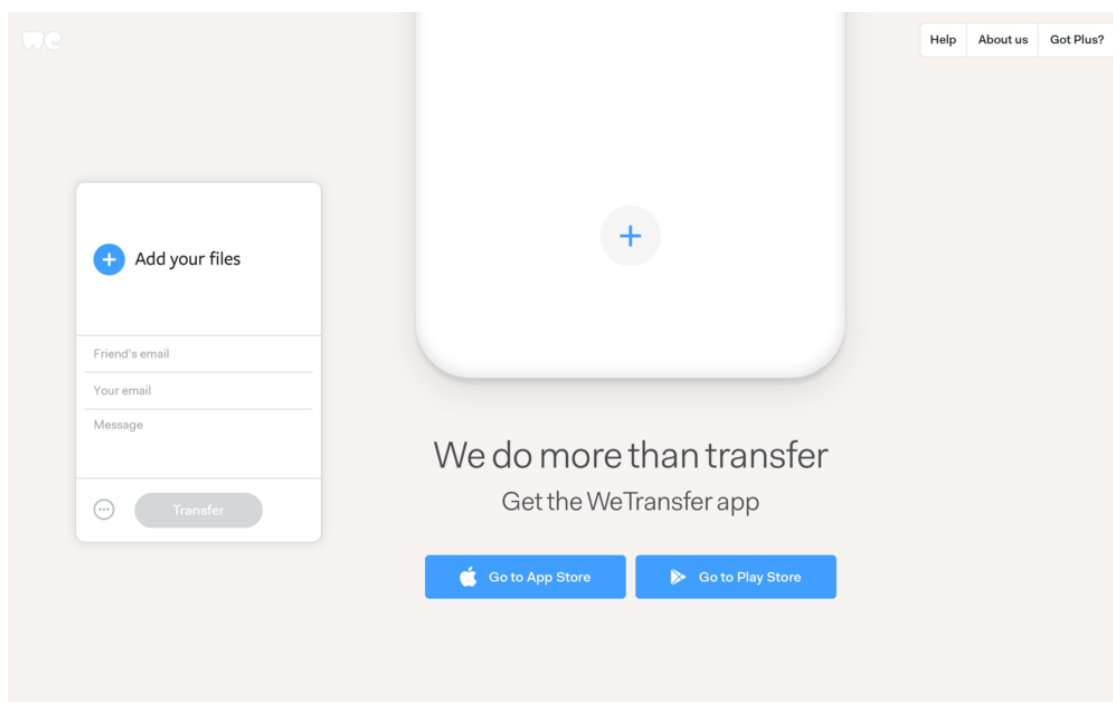 we
Help
About us
Got Plus?
Add your files
Friend's email
Your email
Message
Transfer
We do more than transfer
Get the WeTransfer app
Go to App Store
Go to Play Store